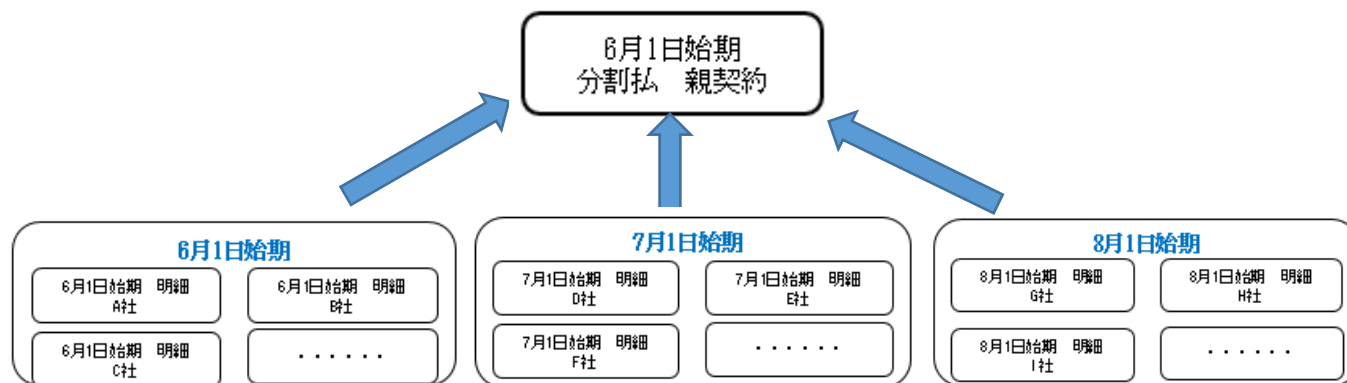 6月1日始期
分割払　親契約
6月1日始期
6月1日始期　明細
A社
6月1日始期　明細
B社
6月1日始期　明細
C社
・・・・・・
7月1日始期
7月1日始期　明細
D社
7月1日始期　明細
E社
7月1日始期　明細
F社
・・・・・・
8月1日始期
8月1日始期　明細
G社
8月1日始期　明細
H社
8月1日始期　明細
I社
・・・・・・